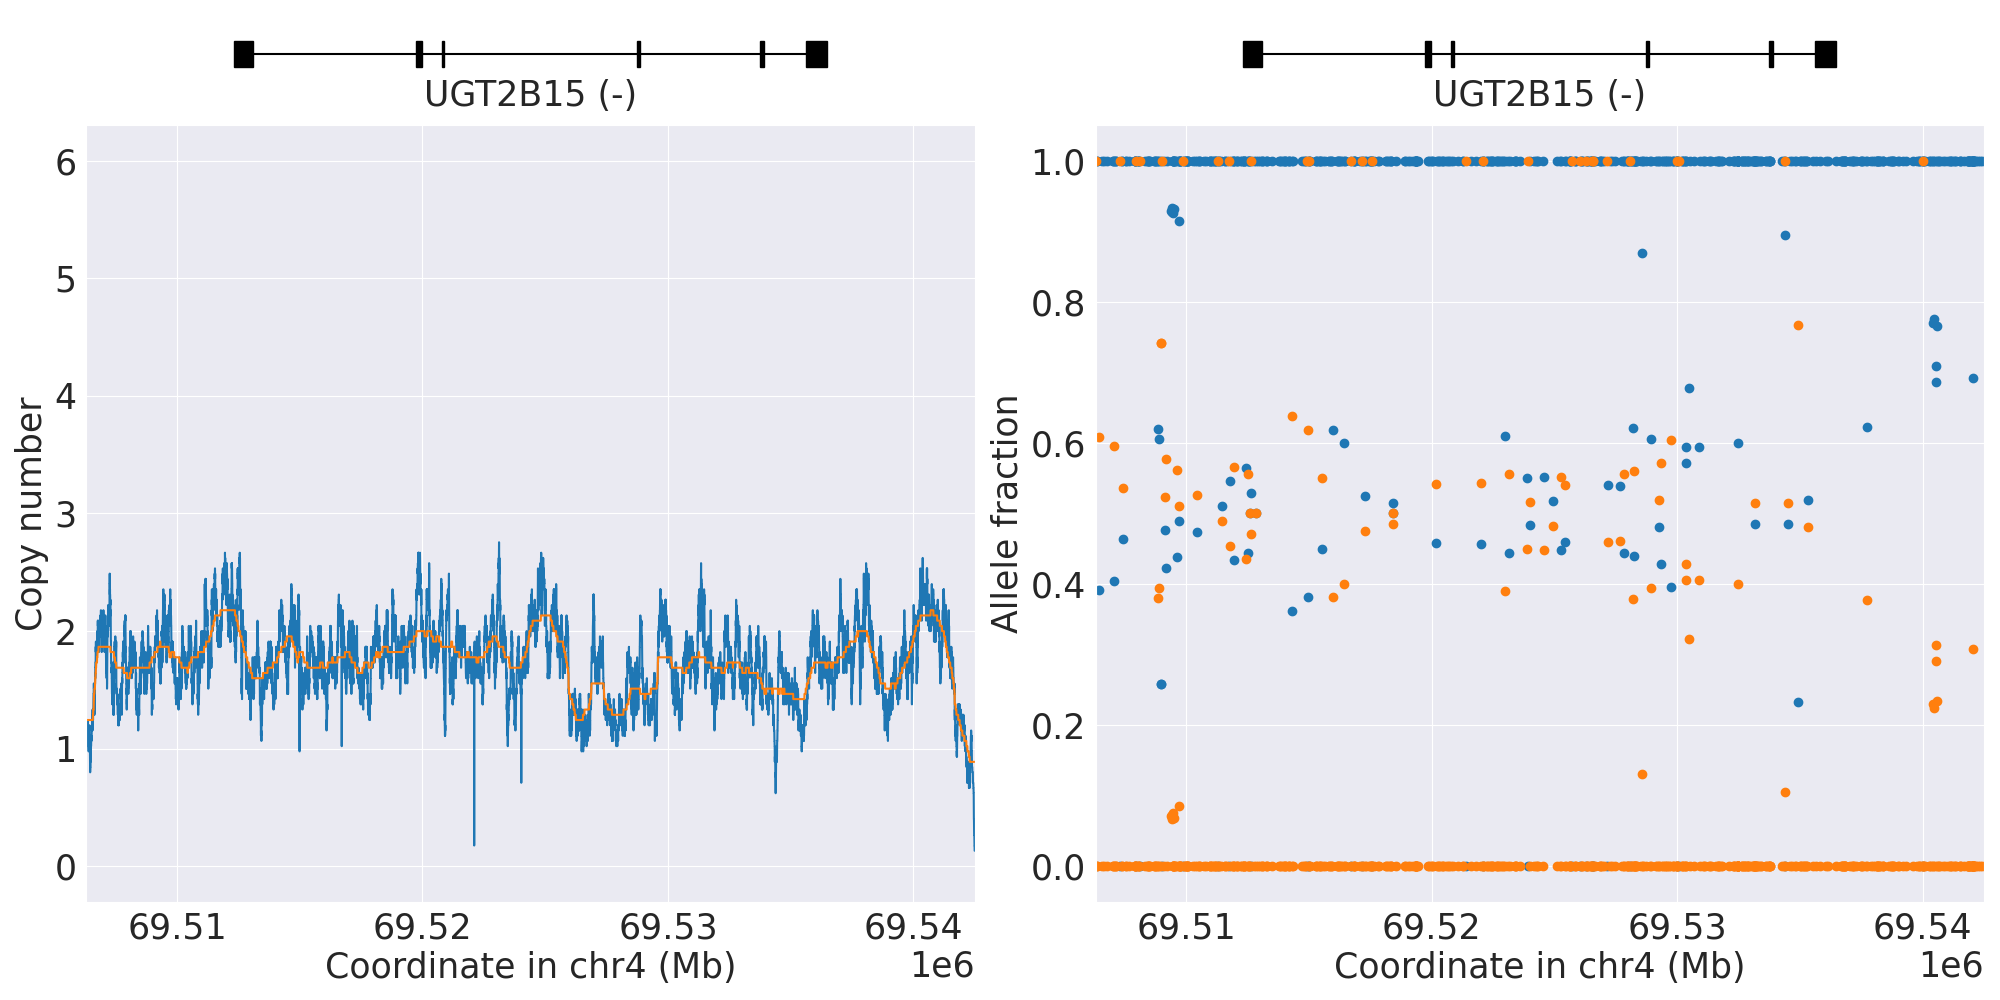 UGT2B15 (-)
6
5
4
3
2
1
0
Copy number
69.51 69.52 69.53 69.54
Coordinate in chr4 (Mb)
1e6
UGT2B15 (-)
1.0
0.8
0.6
0.4
0.2
0.0
Allele fraction
69.51 69.52 69.53 69.54
Coordinate in chr4 (Mb)
1e6